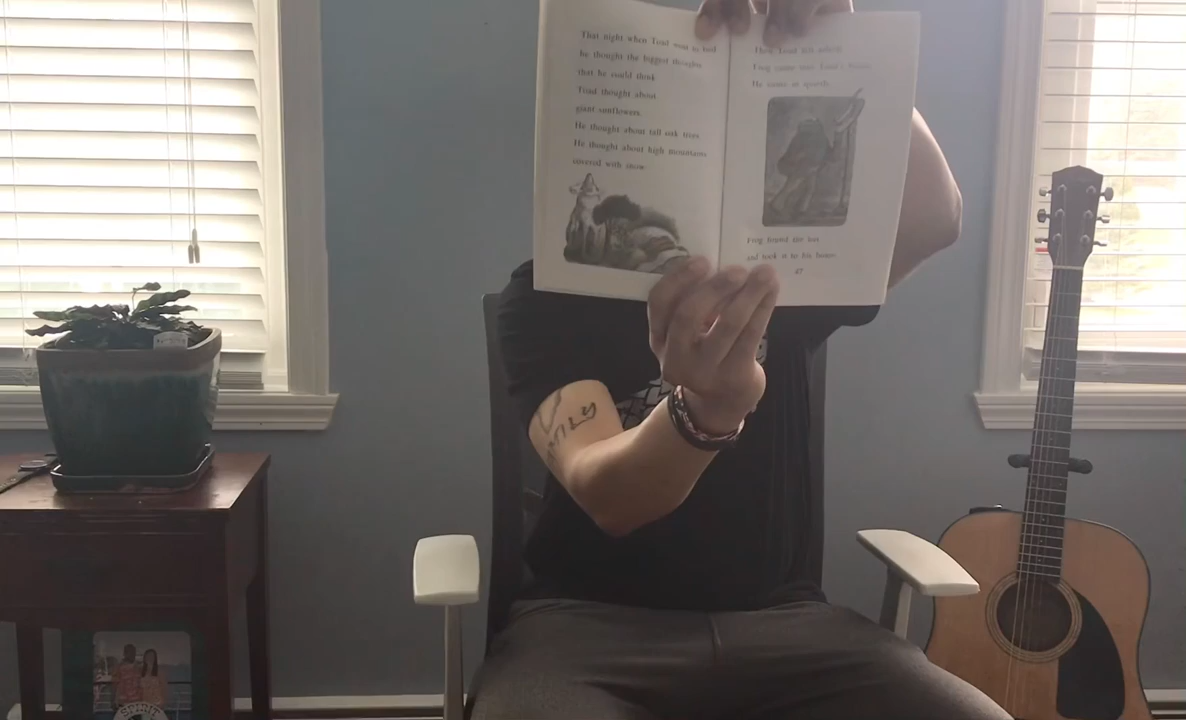 That night when Toad went to bed
he thought the biggest thoughts
that he could think.
Toad thought about
giant sunflowers.
He thought about tall oak trees.
He thought about high mountains
covered with snow.
Then Toad fell asleep.
Frog came into Toad's house.
He came in quietly.
Frog found the hat
and took it to his house.
47
SPIRIT